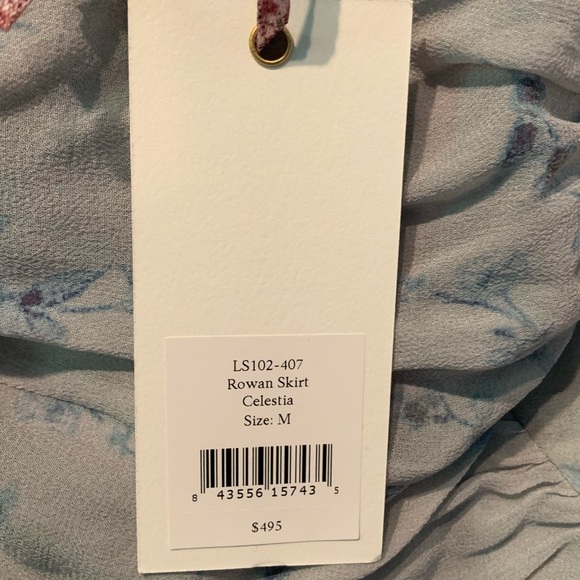 LS102-407
Rowan Skirt
Celestia
Size: M
8 43556 15743 5
$495